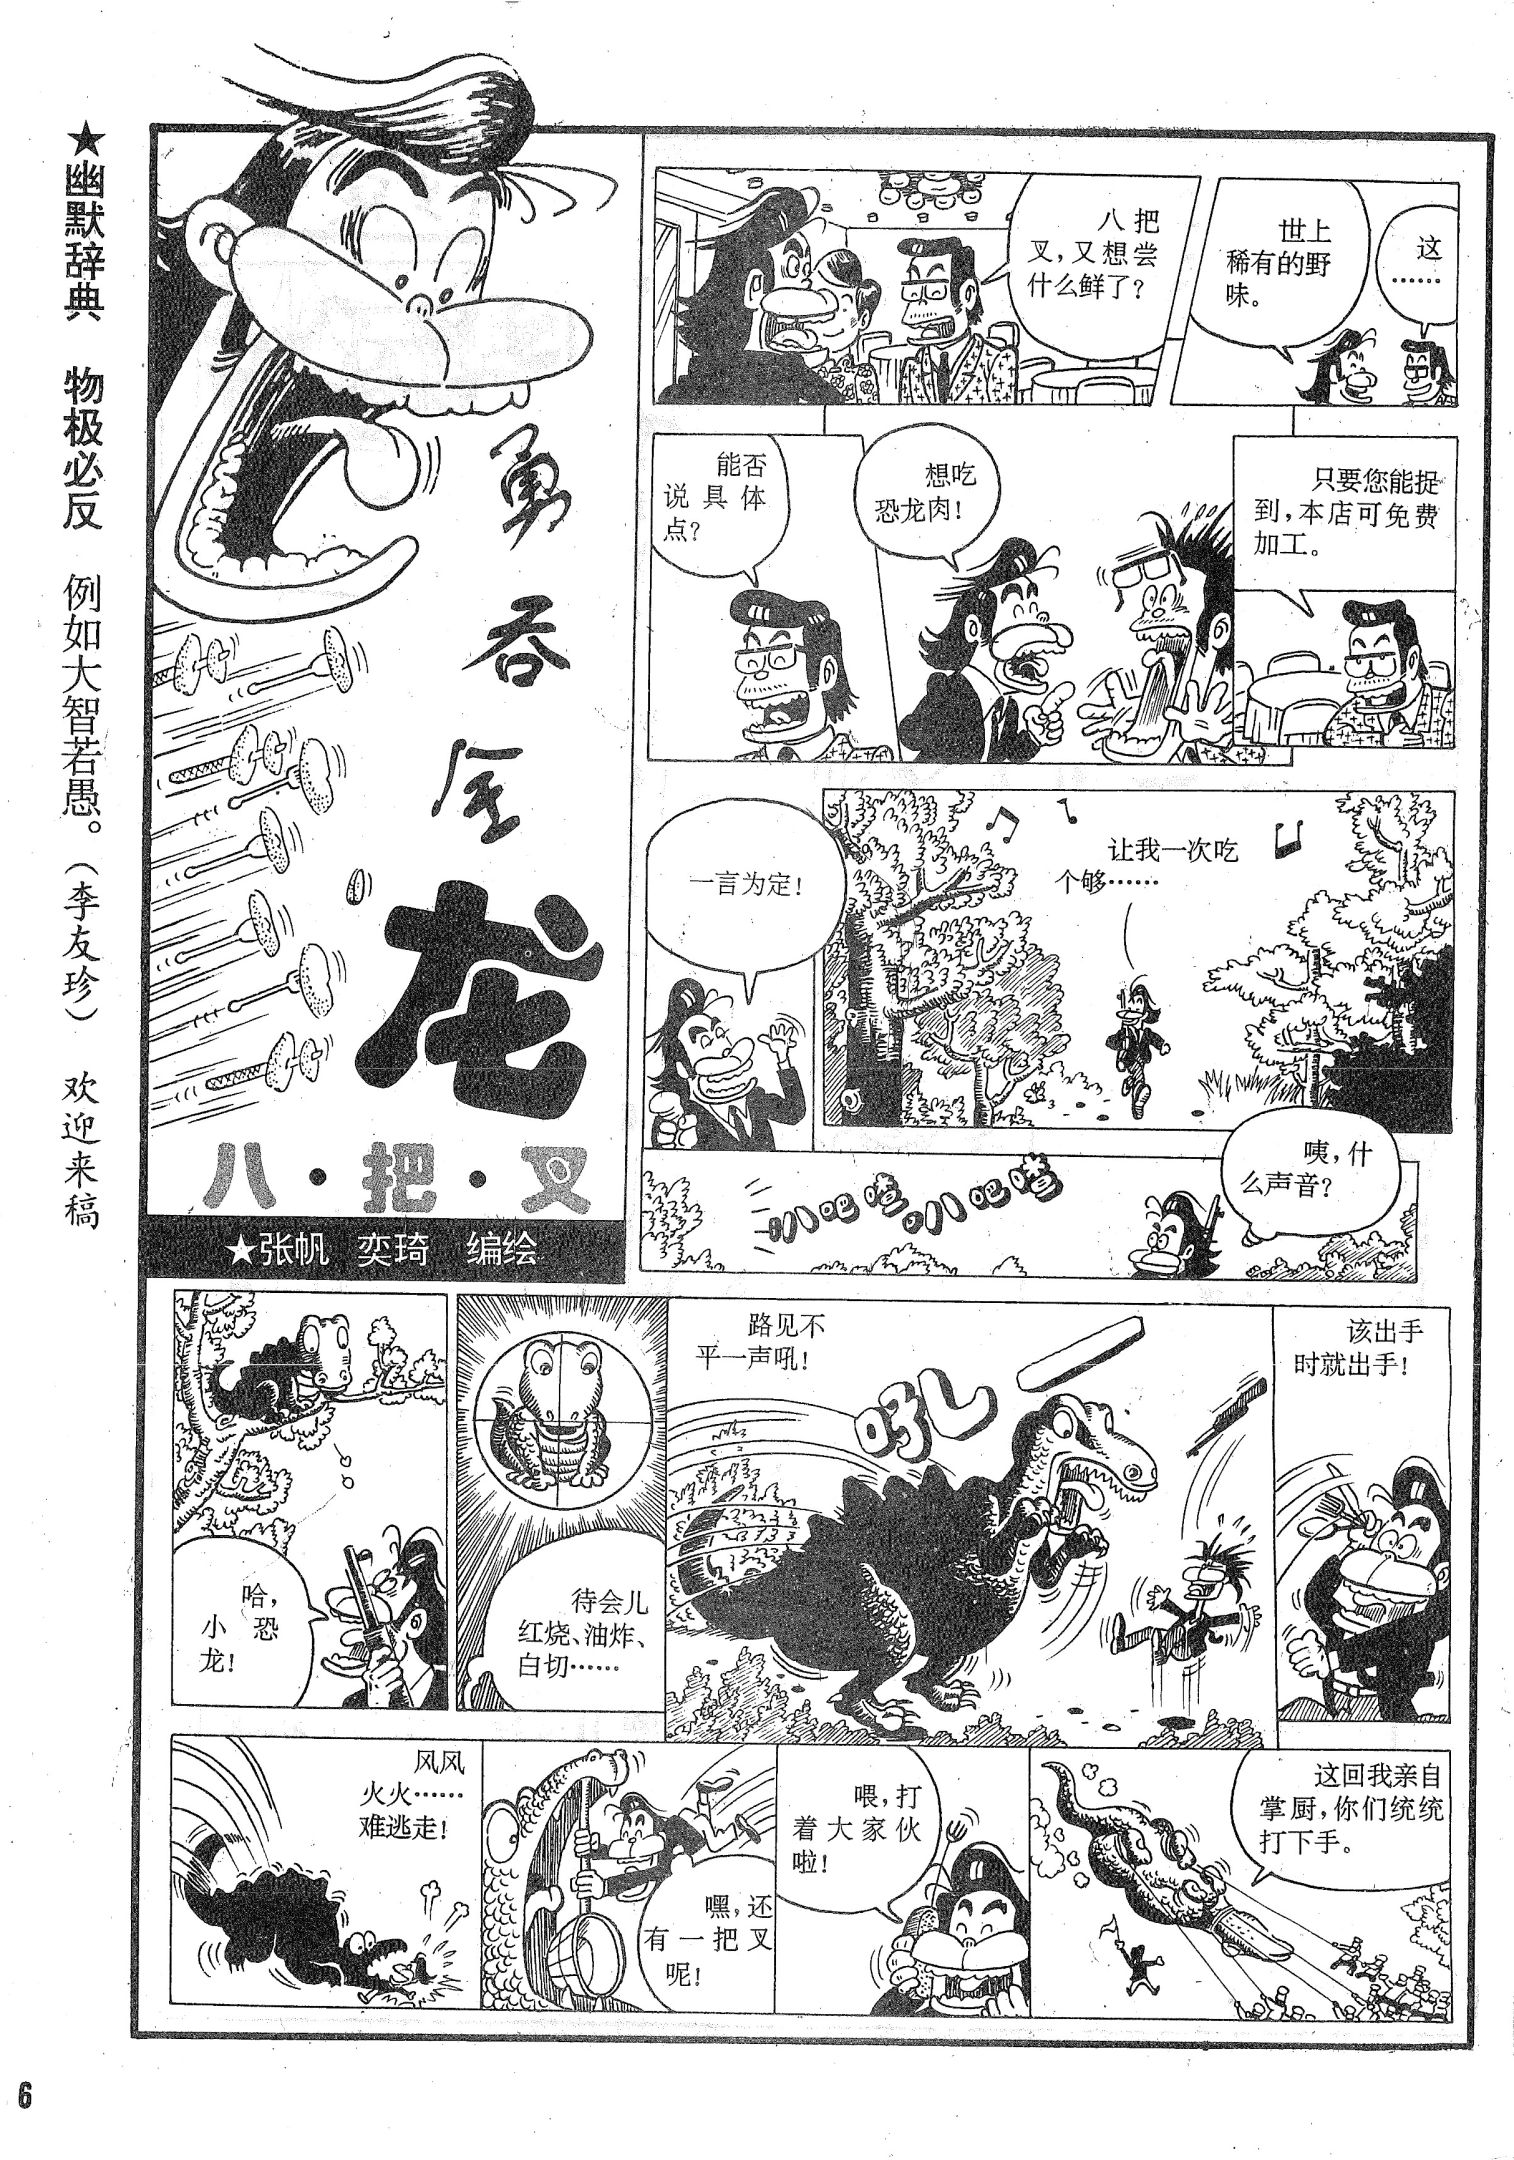 ★幽默辞典　物极必反　例如大智若愚。(李友珍)　欢迎来稿
勇吞全
龙
八·把·叉
★张帆　奕琦　编绘
八把
叉，又想尝
什么鲜了？
世上
稀有的野
味。
这
……
能否
说具体
点？
想吃
恐龙肉！
只要您能捉
到，本店可免费
加工。
一言为定！
让我一次吃
个够……
叭吧喳叭吧喳
咦，什
么声音？
哈，
小恐
龙！
待会儿
红烧、油炸、
白切……
路见不
平一声吼！
吼
该出手
时就出手！
风风
火火……
难逃走！
嘿，还
有一把叉
呢！
喂，打
着大家伙
啦！
这回我亲自
掌厨，你们统统
打下手。
6